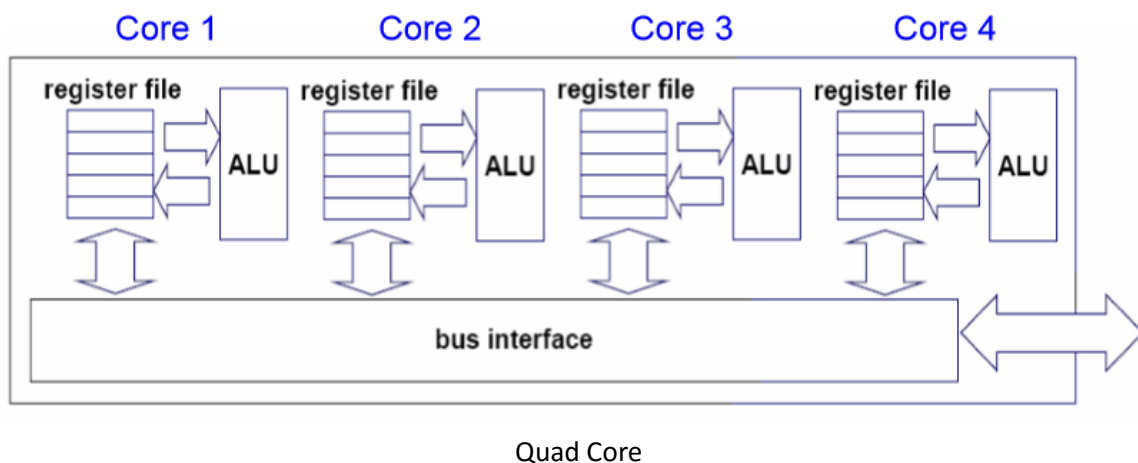 Core 1 Core 2 Core 3 Core 4
register file register file register file register file
ALU ALU ALU ALU
bus interface
Quad Core